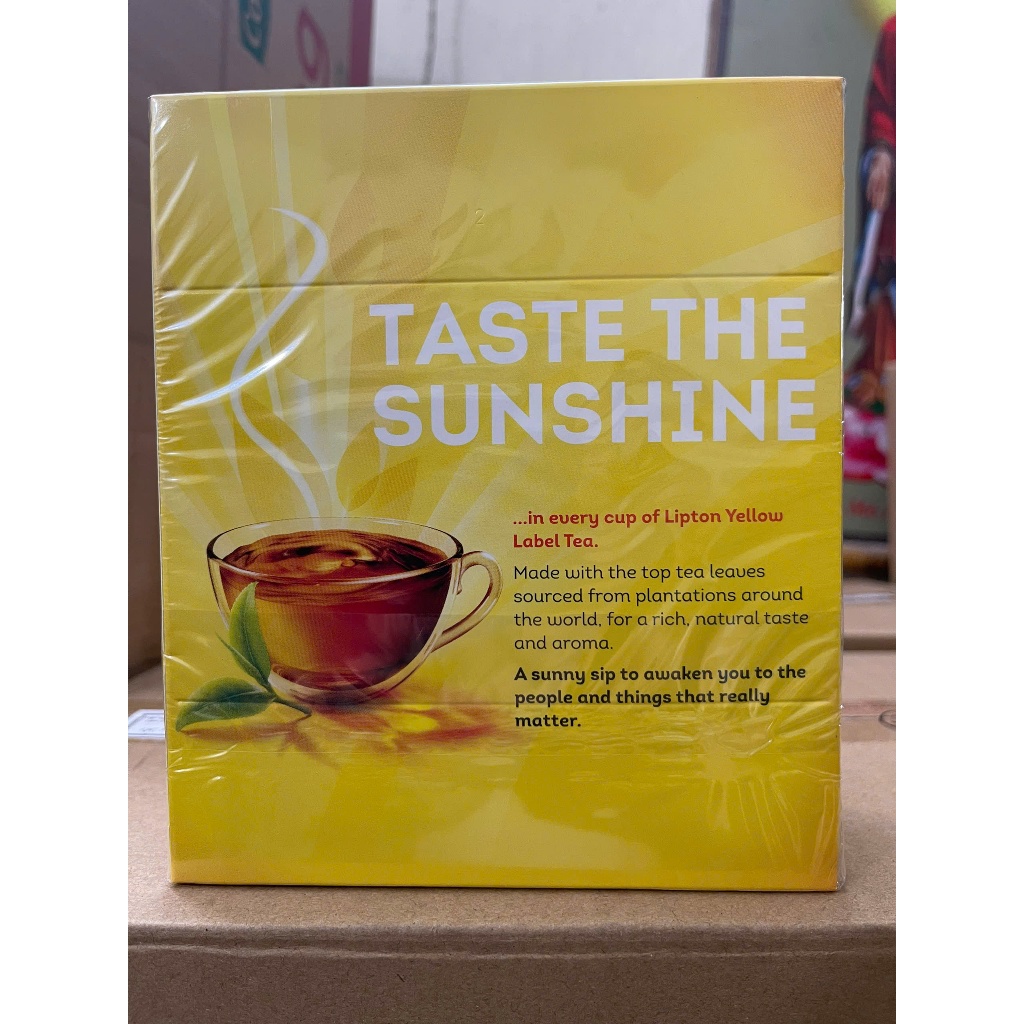 2
TASTE THE
SUNSHINE
...in every cup of Lipton Yellow
Label Tea.
Made with the top tea leaves
sourced from plantations around
the world, for a rich, natural taste
and aroma.
A sunny sip to awaken you to the
people and things that really
matter.